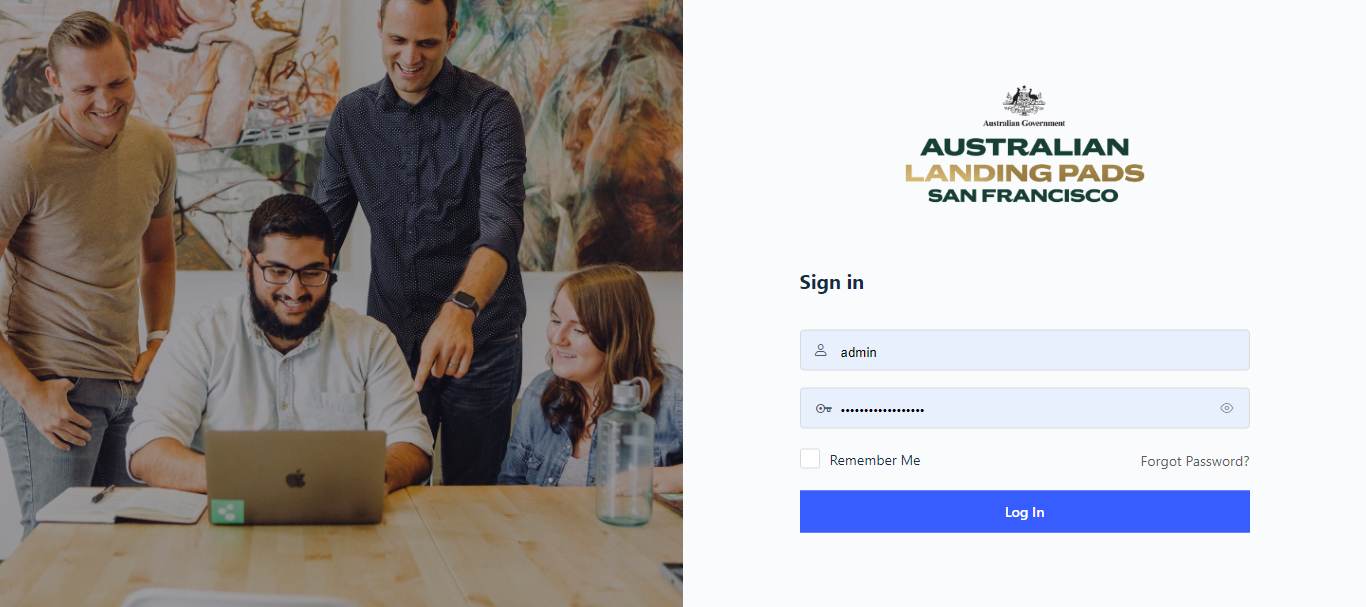 Australian Government
AUSTRALIAN
LANDING PADS
SAN FRANCISCO
Sign in
admin
••••••••••••••••••
Remember Me
Forgot Password?
Log In